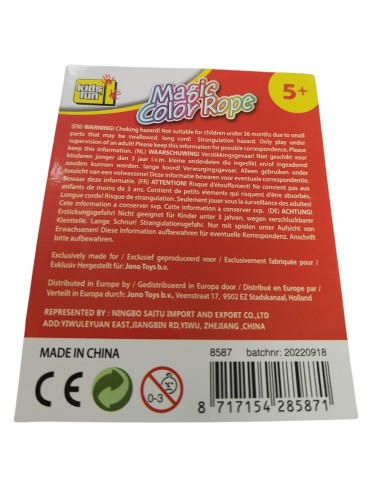 kids fun
Magic
Color Rope
5+
(EN) WARNING! Choking hazard! Not suitable for children under 36 months due to small
parts that may be swallowed. long cord! Strangulation hazard. Only play under
supervision of an adult! Please keep this information for possible correspondence. Please
keep this information. (NL) WAARSCHUWING! Verstikkingsgevaar! Niet geschikt voor
kinderen jonger dan 3 jaar i.v.m. kleine onderdelen die ingeslikt en/of ingeademd
zouden kunnen worden. lange koord! Verwurgingsgevaar. Alleen gebruiken onder
toezicht van een volwassene! Deze informatie bewaren voor eventuele correspondentie.
Bewaar deze informatie. (FR) ATTENTION! Risque d'étouffement! Ne convient pas aux
enfants de moins de 3 ans. Contient de petits elements qui risquent d'être absorbés.
Longue corde! Risque de strangulation. Seulement jouer sous la surveillance des adultes!
Cete information a conserver svp. Cette information à conserver svp. (DE) ACHTUNG!
Erstickungsgefahr! Nicht geeignet für Kinder unter 3 Jahren, wegen verschluckbare
Kleinteile. Lange Schnur! Strangulationsgefahr. Nur mit spielen unter Aufsicht von
Erwachsenen! Diese Information aufbewahren für eventuelle Korrespondenz. Anschrift
bitte aufbewahren.
Exclusively made for / Exclusief geproduceerd voor / Exclusivement fabriquée pour /
Exklusiv Hergestellt für: Jono Toys b.v.
Distributed in Europe by / Gedistribueerd in Europa door / Distribué en Europe par /
Verteilt in Europa durch: Jono Toys b.v., Veenstraat 17, 9502 EZ Stadskanaal, Holland
REPRESENTED BY : NINGBO SAITU IMPORT AND EXPORT CO.,LTD
ADD:YIWULEYUAN EAST,JIANGBIN RD,YIWU, ZHEJIANG ,CHINA
MADE IN CHINA
8587 batchnr: 20220918
CE
0-3
8 717154 285871